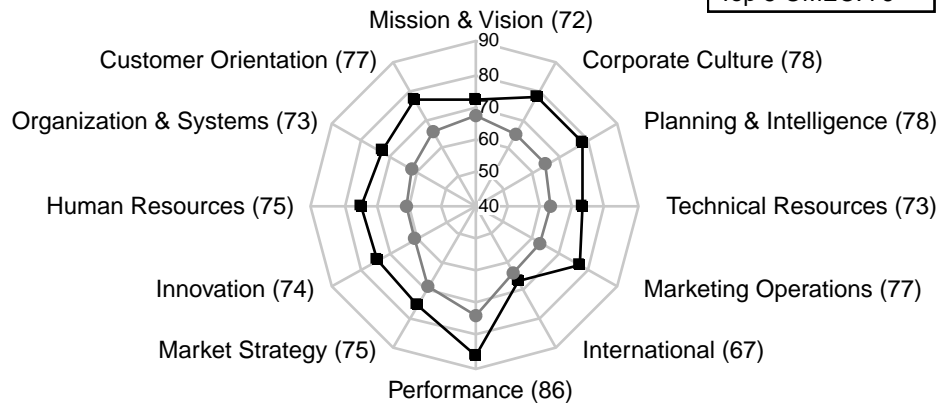 Mission & Vision (72)
Customer Orientation (77)
Corporate Culture (78)
Organization & Systems (73)
Planning & Intelligence (78)
Human Resources (75)
Technical Resources (73)
Innovation (74)
Marketing Operations (77)
Market Strategy (75)
International (67)
Performance (86)
90
80
70
60
50
40